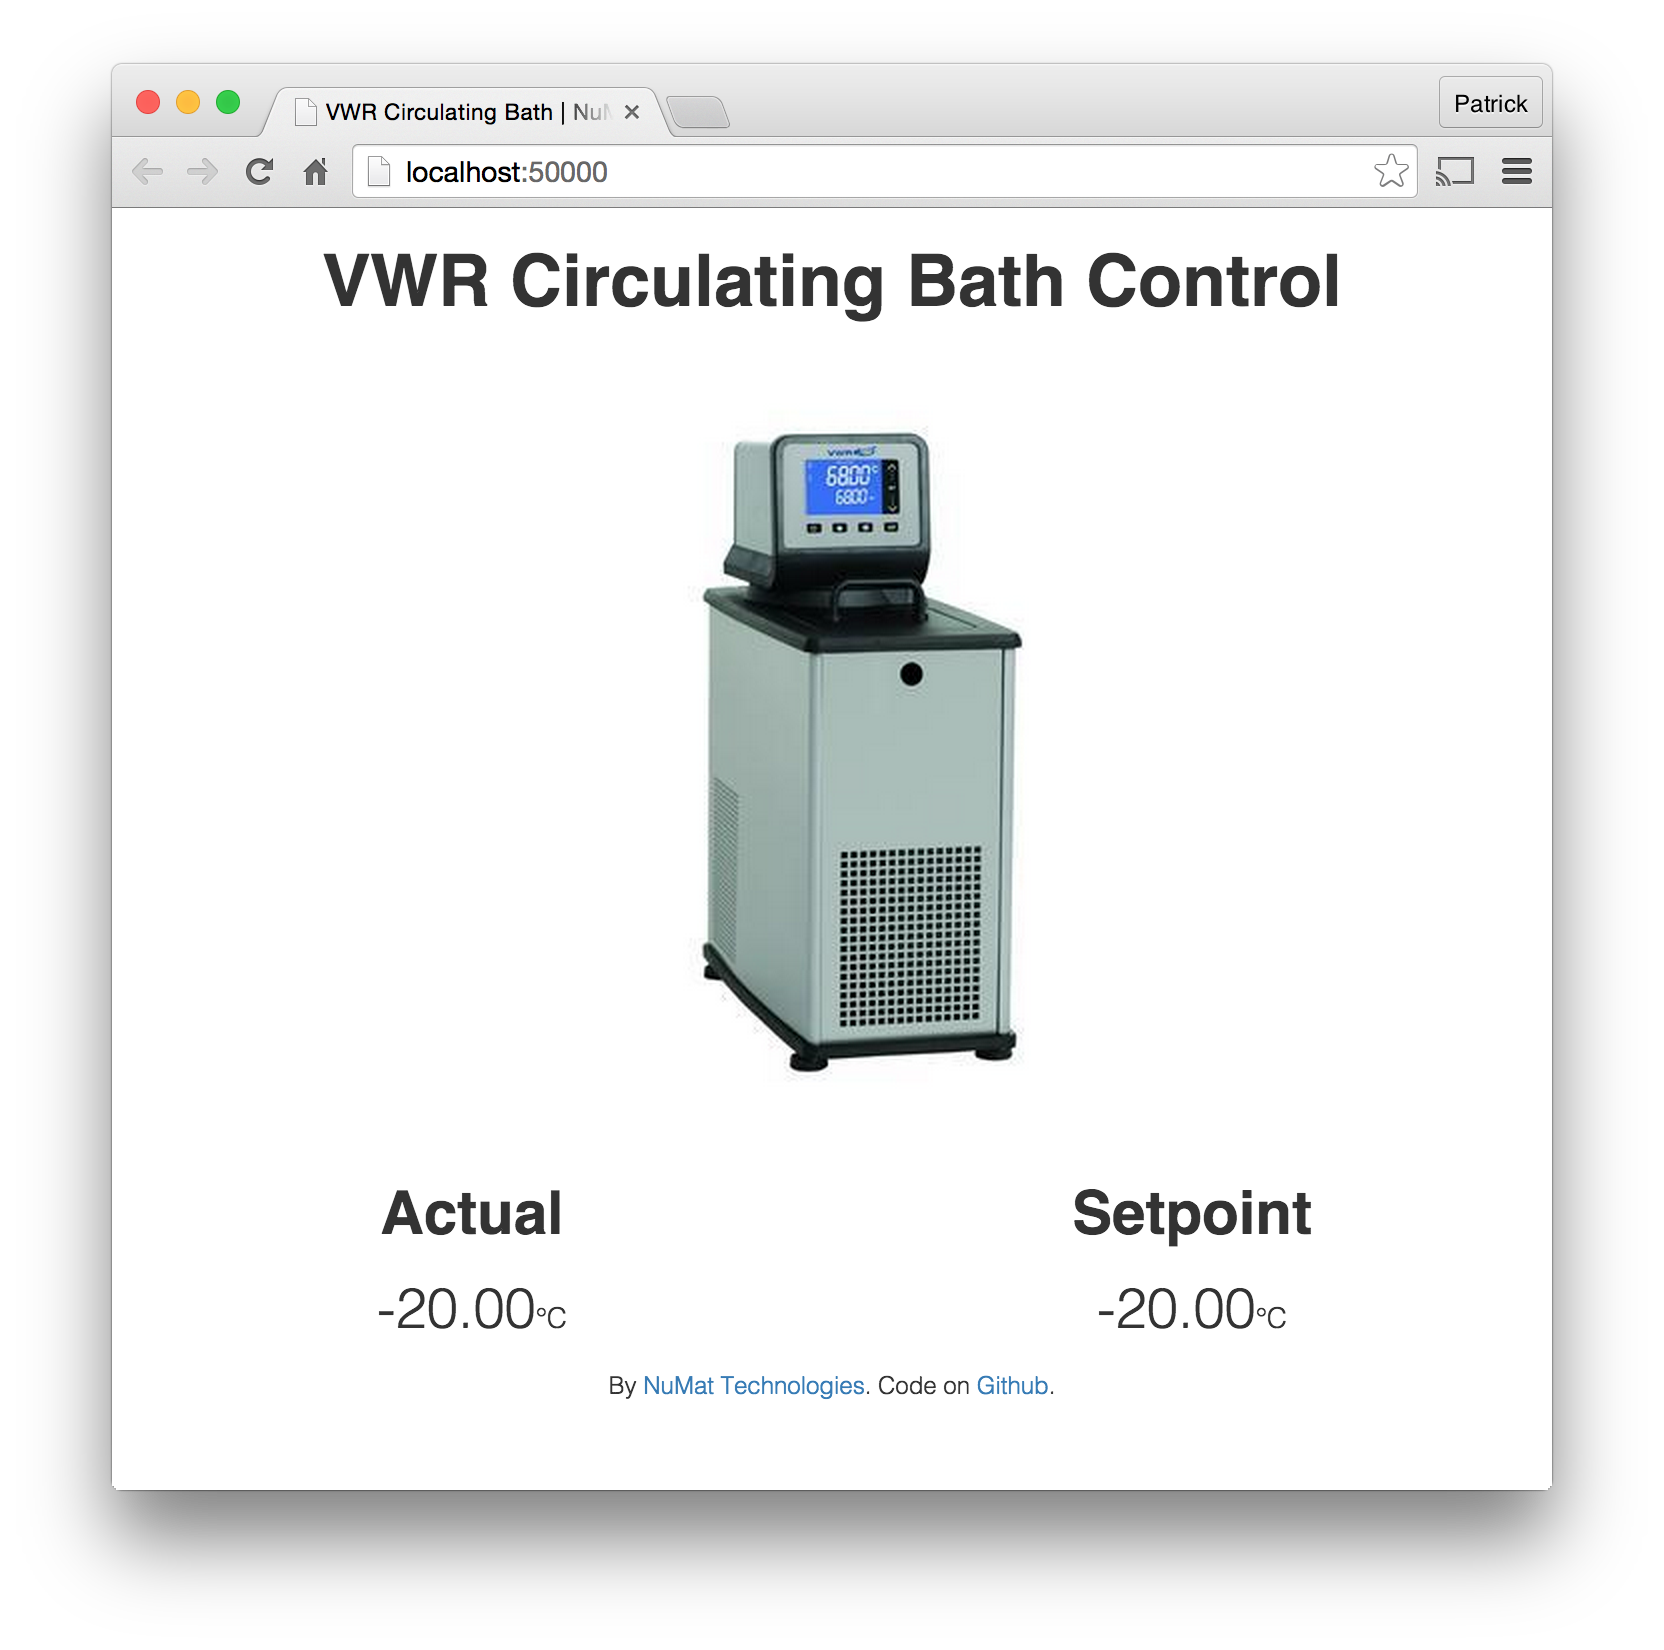 VWR Circulating Bath | Nu
Patrick
localhost:50000
VWR Circulating Bath Control
VWR
68.00°C
68.00
Actual
Setpoint
-20.00°C
-20.00°C
By NuMat Technologies. Code on Github.